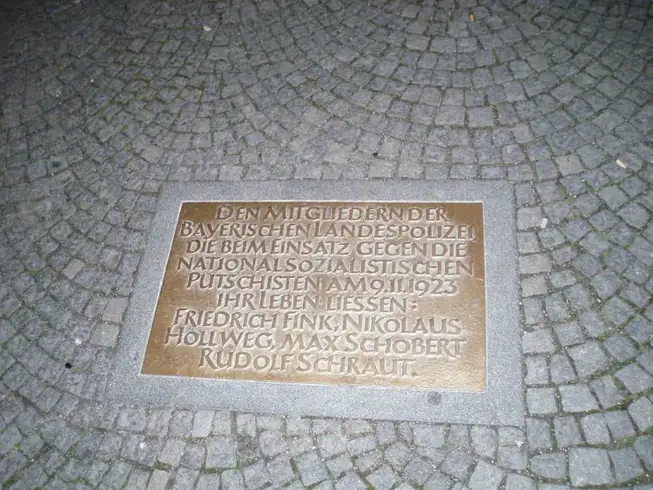 DEN MITGLIEDERN DER
BAYERISCHEN LANDESPOLIZEI
DIE BEIM EINSATZ GEGEN DIE
NATIONALSOZIALISTISCHEN
PUTSCHISTEN AM 9.11.1923
IHR LEBEN LIESSEN:
FRIEDRICH FINK, NIKOLAUS
HOLLWEG, MAX SCHOBERT
RUDOLF SCHRAUT.